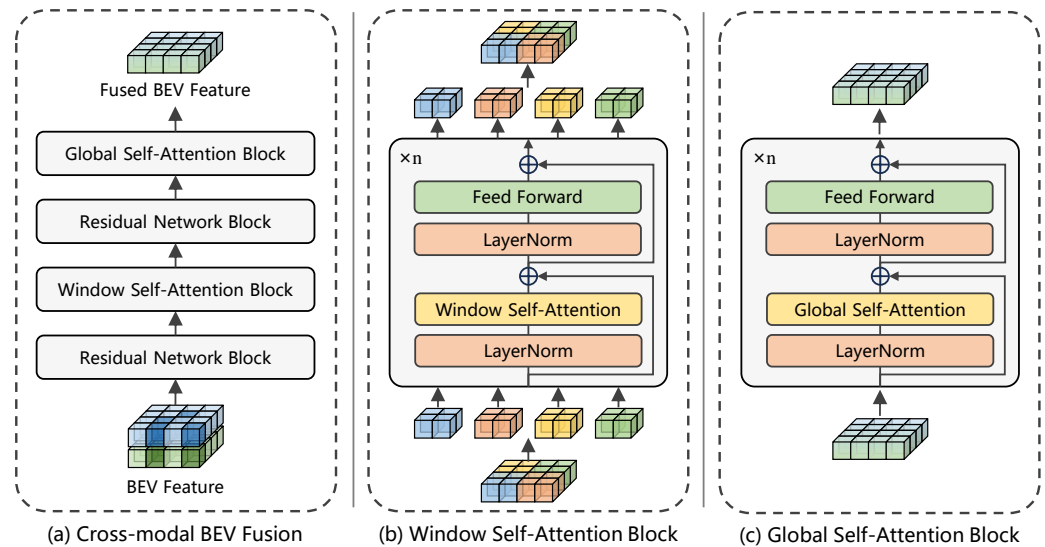 Fused BEV Feature
Global Self-Attention Block
Residual Network Block
Window Self-Attention Block
Residual Network Block
BEV Feature
(a) Cross-modal BEV Fusion
×n
Feed Forward
LayerNorm
Window Self-Attention
LayerNorm
(b) Window Self-Attention Block
×n
Feed Forward
LayerNorm
Global Self-Attention
LayerNorm
(c) Global Self-Attention Block